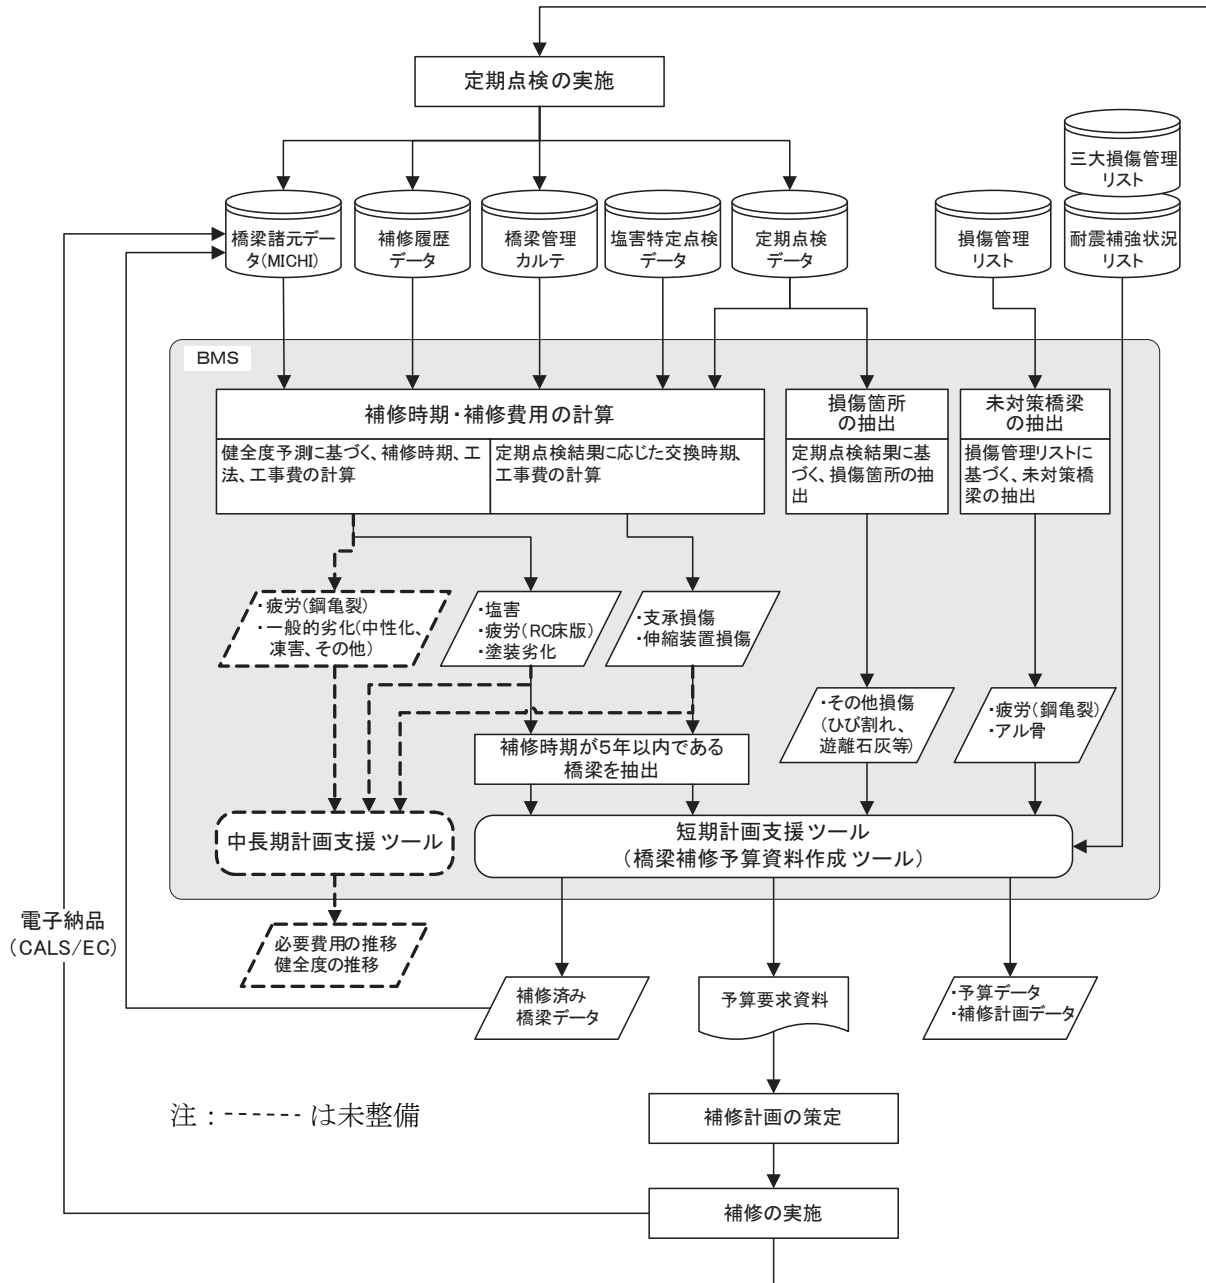 定期点検の実施
三大損傷管理
リスト
橋梁諸元デー
タ(MICHI)
補修履歴
データ
橋梁管理
カルテ
塩害特定点検
データ
定期点検
データ
損傷管理
リスト
耐震補強状況
リスト
BMS
補修時期・補修費用の計算
健全度予測に基づく、補修時期、工
法、工事費の計算
定期点検結果に応じた交換時期、
工事費の計算
損傷箇所
の抽出
定期点検結果に基
づく、損傷箇所の抽
出
未対策橋梁
の抽出
損傷管理リストに
基づく、未対策橋
梁の抽出
・疲労(鋼亀裂)
・一般的劣化(中性化、
凍害、その他)
・塩害
・疲労(RC床版)
・塗装劣化
・支承損傷
・伸縮装置損傷
・その他損傷
(ひび割れ、
遊離石灰等)
・疲労(鋼亀裂)
・アル骨
補修時期が5年以内である
橋梁を抽出
中長期計画支援ツール
短期計画支援ツール
(橋梁補修予算資料作成ツール)
電子納品
(CALS/EC)
必要費用の推移
健全度の推移
補修済み
橋梁データ
予算要求資料
・予算データ
・補修計画データ
注:------は未整備
補修計画の策定
補修の実施